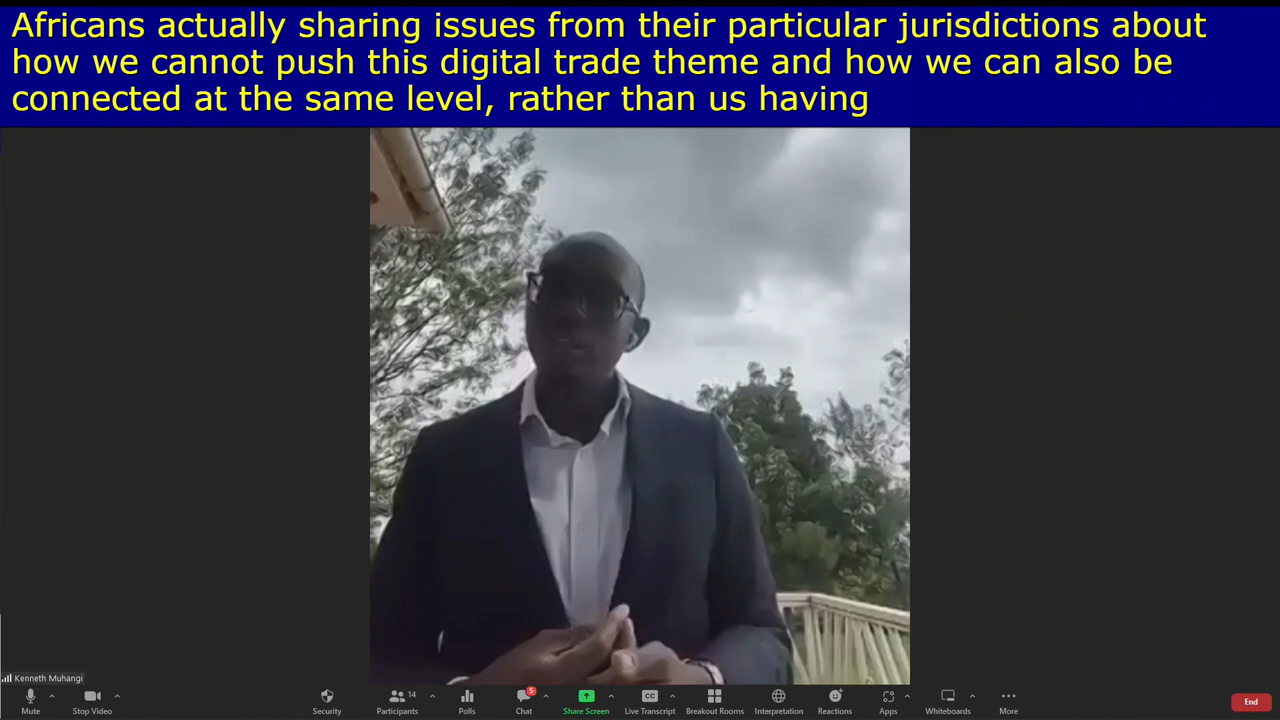 Africans actually sharing issues from their particular jurisdictions about
how we cannot push this digital trade theme and how we can also be
connected at the same level, rather than us having
Kenneth Muhangi
Mute
Stop Video
Security
14
Participants
Polls
5
Chat
Share Screen
CC
Live Transcript
Breakout Rooms
Interpretation
Reactions
Apps
Whiteboards
More
End